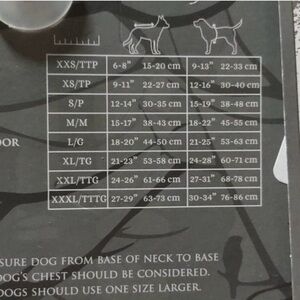 XXS/TTP 6-8" 15-20 cm 9-13" 22-33 cm
XS/TP 9-11" 22-27 cm 12-16" 30-40 cm
S/P 12-14" 30-35 cm 15-19" 38-48 cm
M/M 15-17" 38-43 cm 18-22" 45-55 cm
L/G 18-20" 44-50 cm 21-25" 53-63 cm
XL/TG 21-23" 53-58 cm 24-28" 60-71 cm
XXL/TTG 24-26" 61-66 cm 27-31" 68-78 cm
XXXL/TTTG 27-29" 63-73 cm 30-34" 76-86 cm
OOR
SURE DOG FROM BASE OF NECK TO BASE
DOG'S CHEST SHOULD BE CONSIDERED.
DOGS SHOULD USE ONE SIZE LARGER.